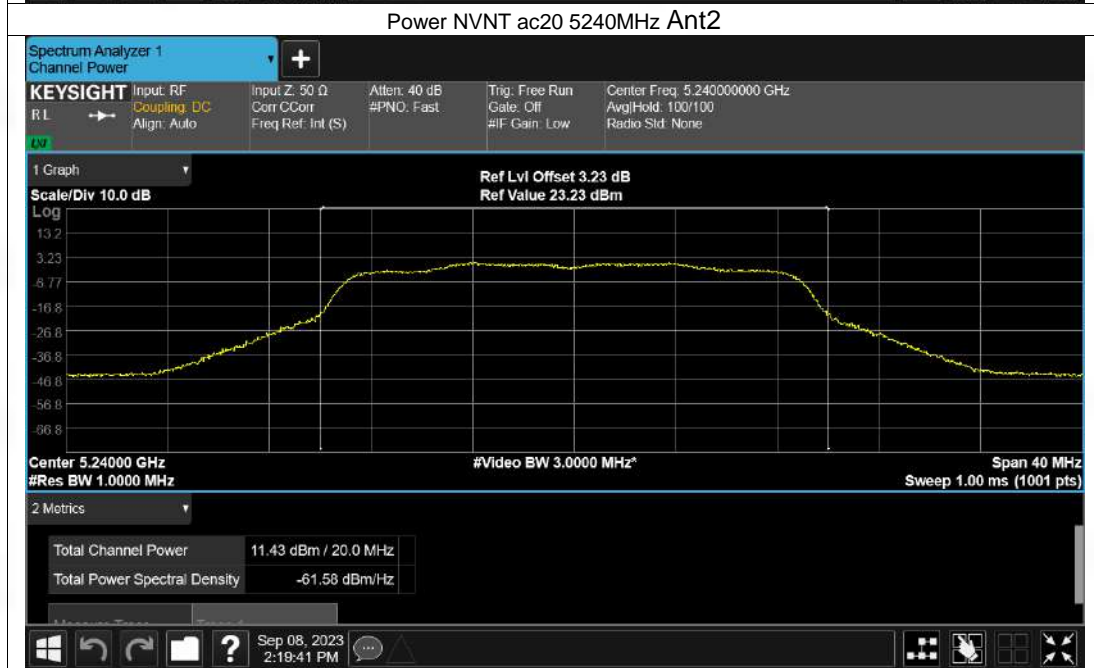 Power NVNT ac20 5240MHz Ant2
Spectrum Analyzer 1
Channel Power
+
KEYSIGHT
RL
LXI
Input: RF
Coupling: DC
Align: Auto
Input Z: 50 Ω
Corr CCorr
Freq Ref: Int (S)
Atten: 40 dB
#PNO: Fast
Trig: Free Run
Gate: Off
#IF Gain: Low
Center Freq: 5.240000000 GHz
Avg|Hold: 100/100
Radio Std: None
1 Graph
Scale/Div 10.0 dB
Ref Lvl Offset 3.23 dB
Ref Value 23.23 dBm
Log
13.2
3.23
-6.77
-16.8
-26.8
-36.8
-46.8
-56.8
-66.8
Center 5.24000 GHz
#Res BW 1.0000 MHz
#Video BW 3.0000 MHz*
Span 40 MHz
Sweep 1.00 ms (1001 pts)
2 Metrics
Total Channel Power 11.43 dBm / 20.0 MHz
Total Power Spectral Density -61.58 dBm/Hz
?
Sep 08, 2023
2:19:41 PM